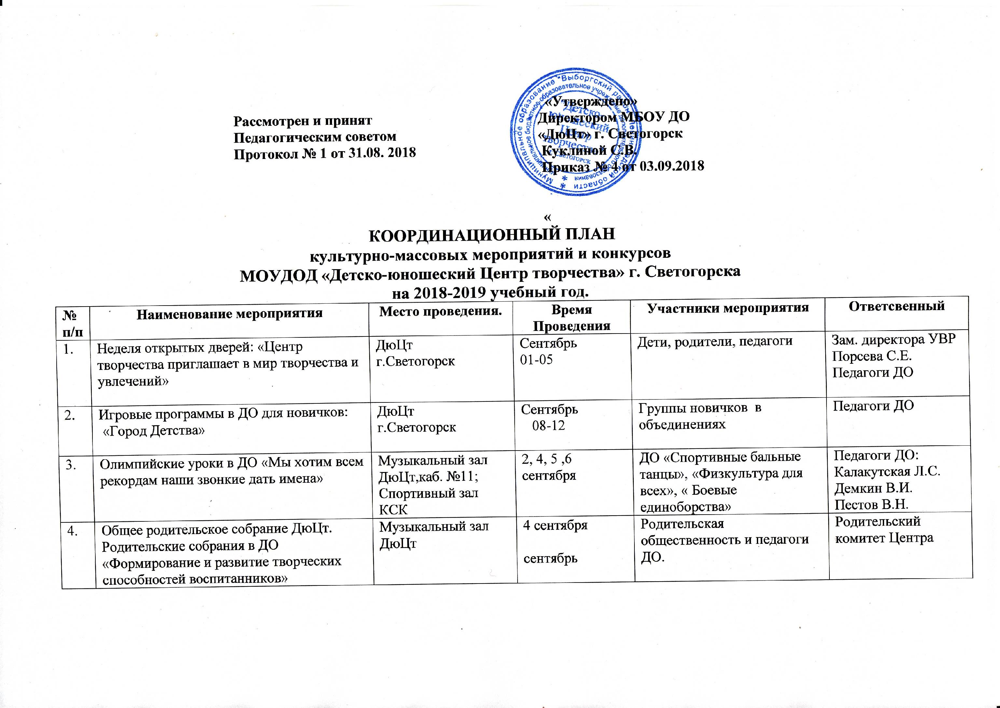 Рассмотрен и принят
Педагогическим советом
Протокол № 1 от 31.08. 2018
«Утверждено»
Директором МБОУ ДО
«ДюЦт» г. Светогорск
Куклиной С.В.
Приказ № 4 от 03.09.2018
Муниципальное образование "Выборгский район" Ленинградской области
Муниципальное бюджетное образовательное учреждение дополнительного образования
"Детско-
юношеский
Центр
творчества"
г. Светогорск
«
КООРДИНАЦИОННЫЙ ПЛАН
культурно-массовых мероприятий и конкурсов
МОУДОД «Детско-юношеский Центр творчества» г. Светогорска
на 2018-2019 учебный год.
№
п/п
Наименование мероприятия
Место проведения.
Время
Проведения
Участники мероприятия
Ответсвенный
1.
Неделя открытых дверей: «Центр
творчества приглашает в мир творчества и
увлечений»
ДюЦт
г.Светогорск
Сентябрь
01-05
Дети, родители, педагоги
Зам. директора УВР
Порсева С.Е.
Педагоги ДО
2.
Игровые программы в ДО для новичков:
«Город Детства»
ДюЦт
г.Светогорск
Сентябрь
08-12
Группы новичков в
объединениях
Педагоги ДО
3.
Олимпийские уроки в ДО «Мы хотим всем
рекордам наши звонкие дать имена»
Музыкальный зал
ДюЦт,каб. №11;
Спортивный зал
КСК
2, 4, 5 ,6
сентября
ДО «Спортивные бальные
танцы», «Физкультура для
всех», « Боевые
единоборства»
Педагоги ДО:
Калакутская Л.С.
Демкин В.И.
Пестов В.Н.
4.
Общее родительское собрание ДюЦт.
Родительские собрания в ДО
«Формирование и развитие творческих
способностей воспитанников»
Музыкальный зал
ДюЦт
4 сентября
сентябрь
Родительская
общественность и педагоги
ДО.
Родительский
комитет Центра